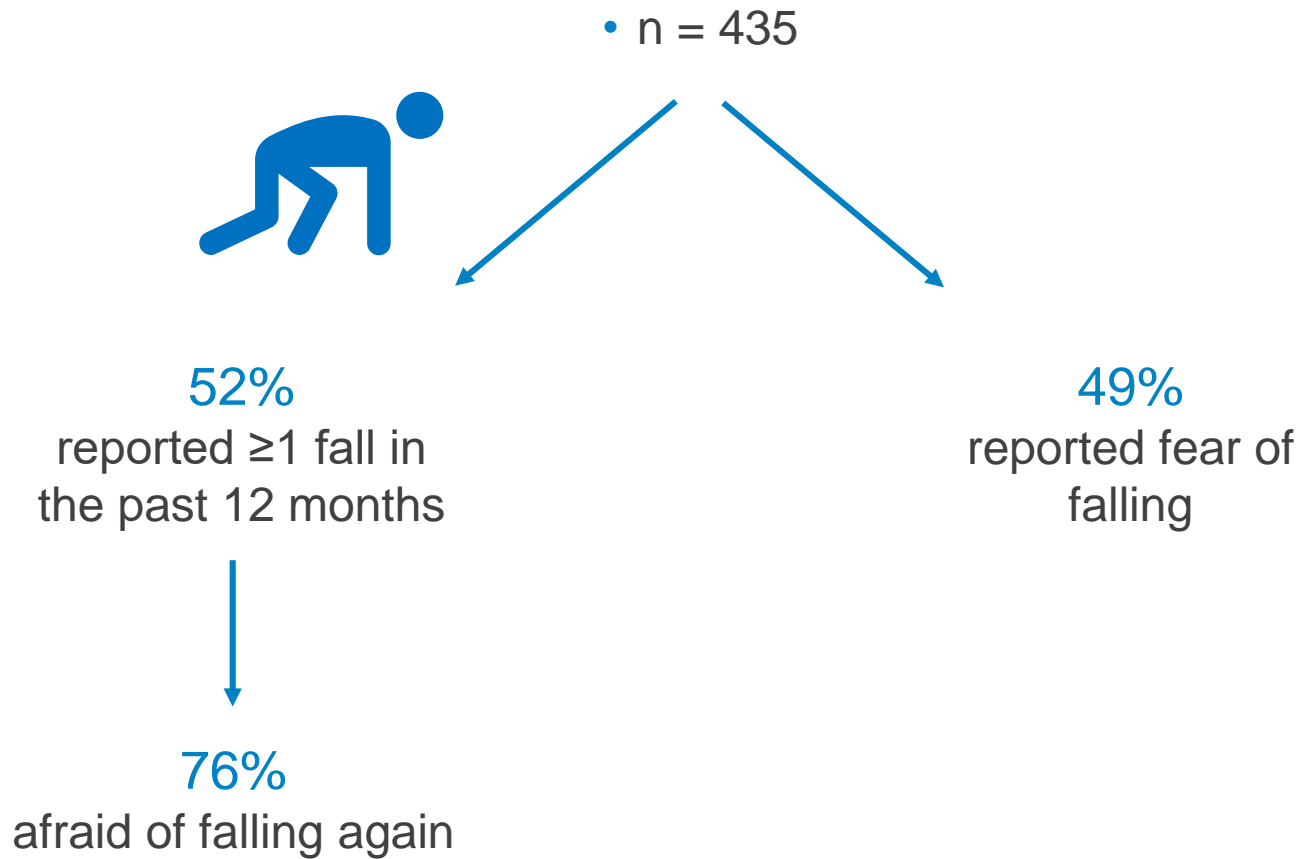 • n = 435
52%
reported ≥1 fall in
the past 12 months
49%
reported fear of
falling
76%
afraid of falling again